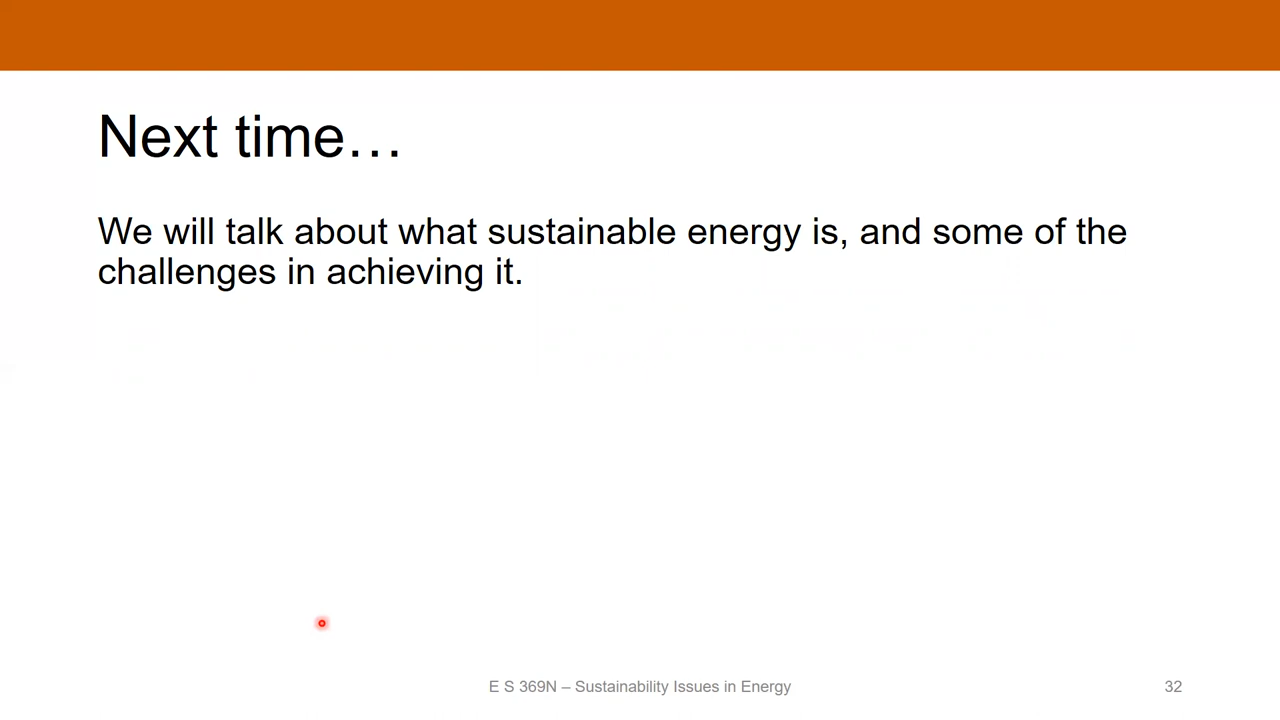 Next time…
We will talk about what sustainable energy is, and some of the
challenges in achieving it.
E S 369N – Sustainability Issues in Energy
32